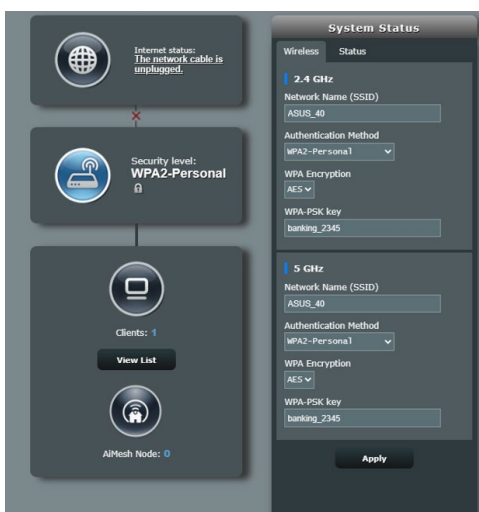 Internet status:
The network cable is
unplugged.
Security level:
WPA2-Personal
Clients: 1
View List
AiMesh Node: 0
System Status
Wireless Status
2.4 GHz
Network Name (SSID)
ASUS_40
Authentication Method
WPA2-Personal
WPA Encryption
AES
WPA-PSK key
banking_2345
5 GHz
Network Name (SSID)
ASUS_40
Authentication Method
WPA2-Personal
WPA Encryption
AES
WPA-PSK key
banking_2345
Apply